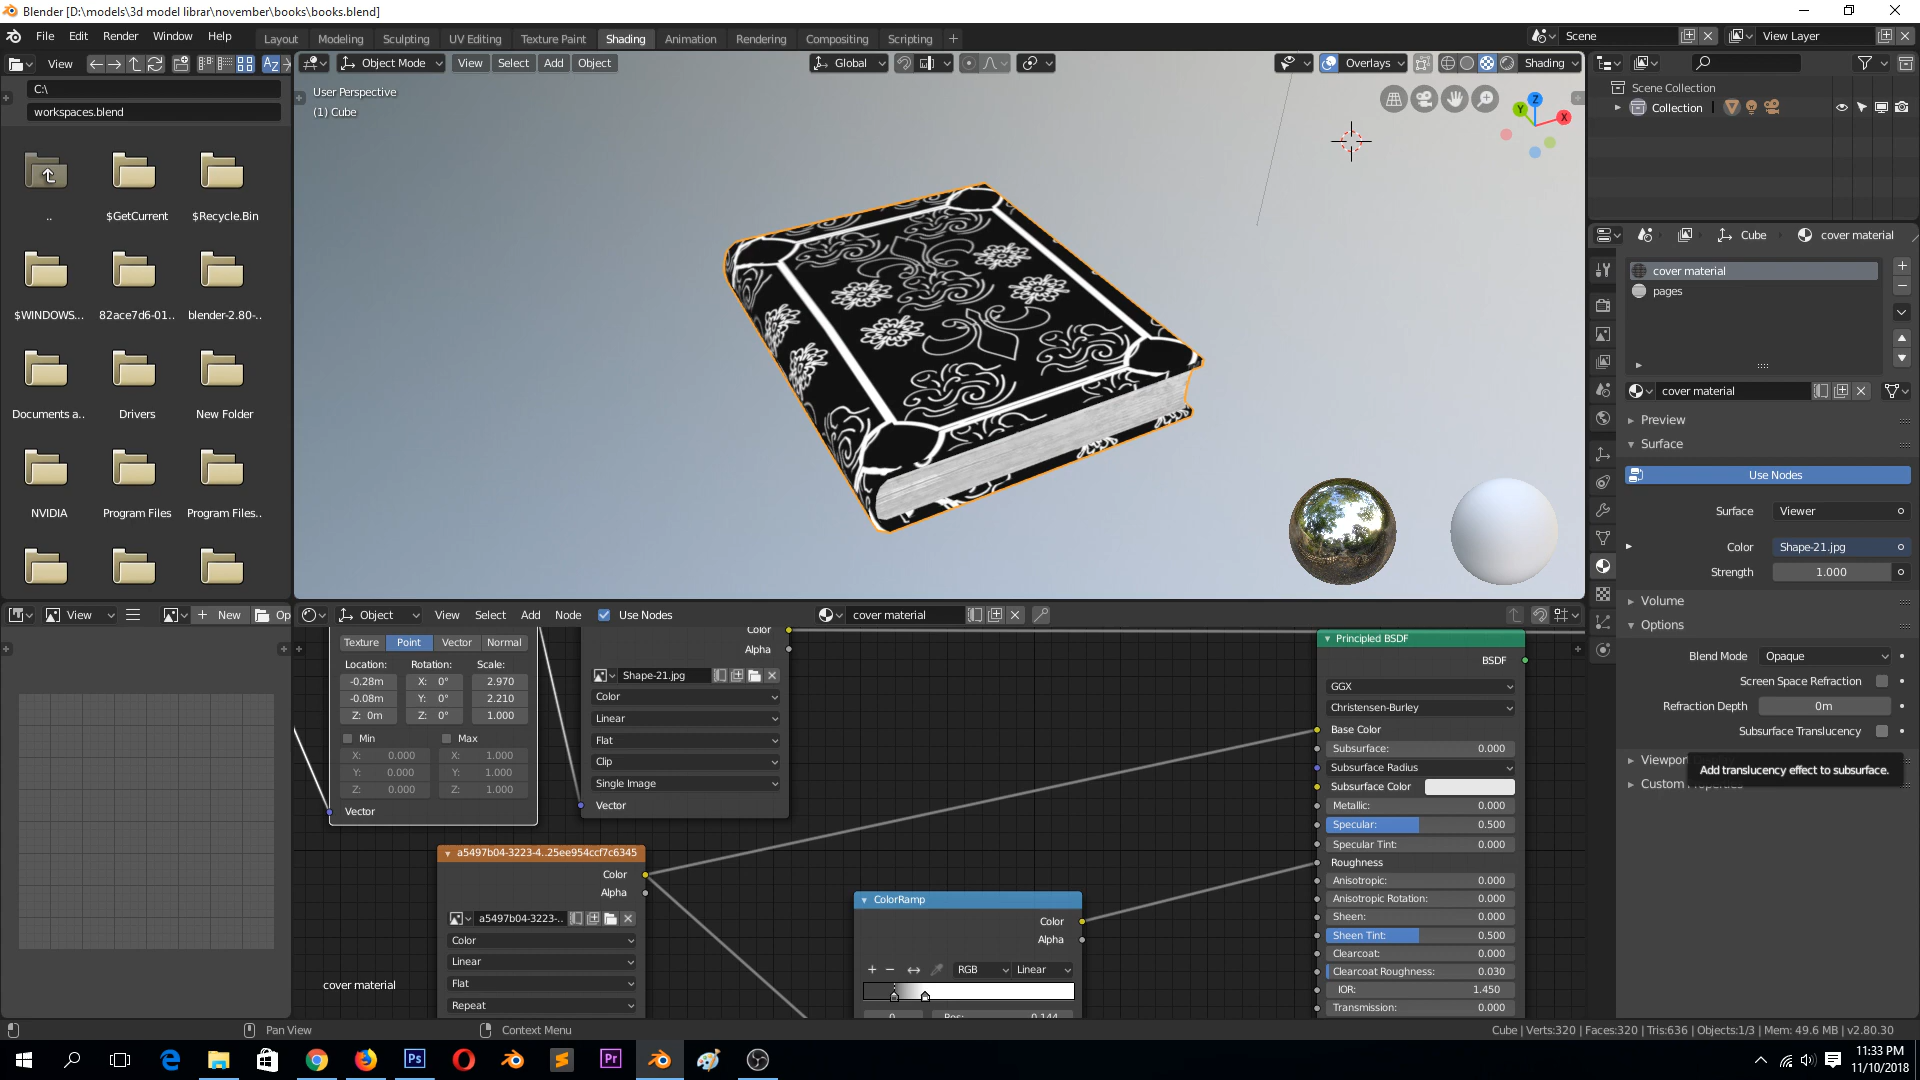 Blender [D:\models\3d model librar\november\books\books.blend]
File Edit Render Window Help
Layout Modeling Sculpting UV Editing Texture Paint Shading Animation Rendering Compositing Scripting
Scene
View Layer
View
C:\
workspaces.blend
..
$GetCurrent
$Recycle.Bin
$WINDOWS...
82ace7d6-01..
blender-2.80-..
Documents a..
Drivers
New Folder
NVIDIA
Program Files
Program Files..
Object Mode View Select Add Object
Global
Overlays
Shading
User Perspective
(1) Cube
Z
Y
X
Scene Collection
Collection
Cube
cover material
cover material
pages
cover material
Preview
Surface
Use Nodes
Surface Viewer
Color Shape-21.jpg
Strength 1.000
Volume
Options
Blend Mode Opaque
Screen Space Refraction
Refraction Depth 0m
Subsurface Translucency
Add translucency effect to subsurface.
View New
Object View Select Add Node Use Nodes
cover material
Texture Point Vector Normal
Location: Rotation: Scale:
-0.28m X: 0° 2.970
-0.08m Y: 0° 2.210
Z: 0m Z: 0° 1.000
Min Max
X: 0.000 X: 1.000
Y: 0.000 Y: 1.000
Z: 0.000 Z: 1.000
Vector
Color
Alpha
Shape-21.jpg
Color
Linear
Flat
Clip
Single Image
Vector
a5497b04-3223-4..25ee954ccf7c6345
Color
Alpha
a5497b04-3223-..
Color
Linear
Flat
Repeat
cover material
ColorRamp
Color
Alpha
RGB Linear
Principled BSDF
BSDF
GGX
Christensen-Burley
Base Color
Subsurface: 0.000
Subsurface Radius
Subsurface Color
Metallic: 0.000
Specular: 0.500
Specular Tint: 0.000
Roughness
Anisotropic: 0.000
Anisotropic Rotation: 0.000
Sheen: 0.000
Sheen Tint: 0.500
Clearcoat: 0.000
Clearcoat Roughness: 0.030
IOR: 1.450
Transmission: 0.000
Pan View
Context Menu
Cube | Verts:320 | Faces:320 | Tris:636 | Objects:1/3 | Mem: 49.6 MB | v2.80.30
Ps
Pr
11:33 PM
11/10/2018